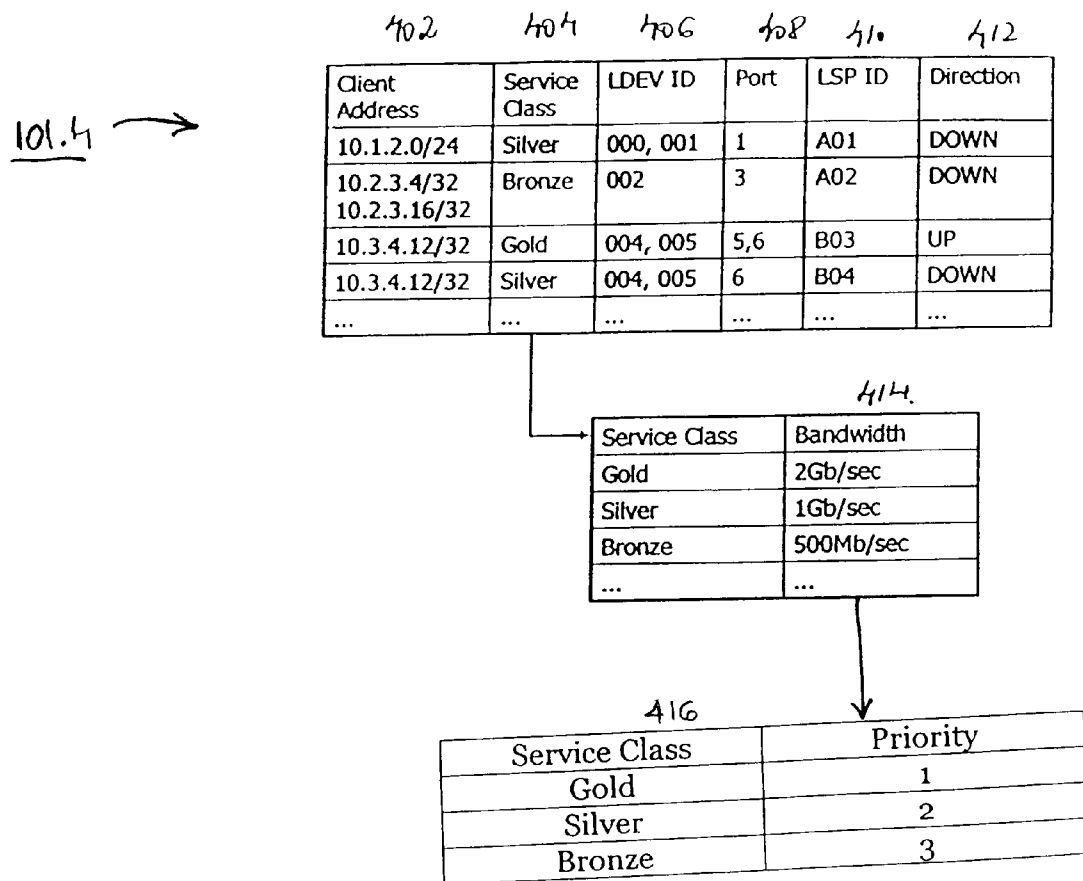 402 404 406 408 410 412
101.4
Client Address Service Class LDEV ID Port LSP ID Direction
10.1.2.0/24 Silver 000, 001 1 A01 DOWN
10.2.3.4/32 10.2.3.16/32 Bronze 002 3 A02 DOWN
10.3.4.12/32 Gold 004, 005 5,6 B03 UP
10.3.4.12/32 Silver 004, 005 6 B04 DOWN
... ... ... ... ... ...
414.
Service Class Bandwidth
Gold 2Gb/sec
Silver 1Gb/sec
Bronze 500Mb/sec
... ...
416
Service Class Priority
Gold 1
Silver 2
Bronze 3